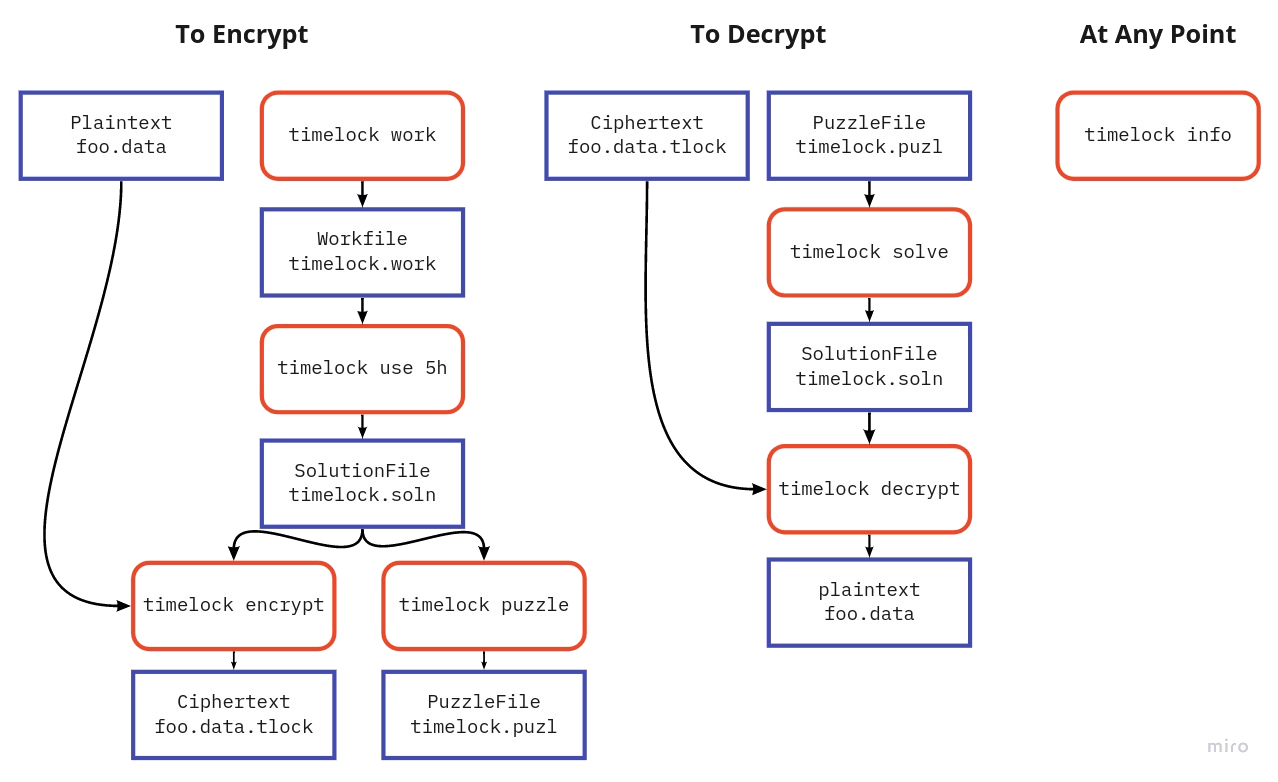 To Encrypt
Plaintext
foo.data
timelock work
Workfile
timelock.work
timelock use 5h
SolutionFile
timelock.soln
timelock encrypt
timelock puzzle
Ciphertext
foo.data.tlock
PuzzleFile
timelock.puzl
To Decrypt
Ciphertext
foo.data.tlock
PuzzleFile
timelock.puzl
timelock solve
SolutionFile
timelock.soln
timelock decrypt
plaintext
foo.data
At Any Point
timelock info
miro